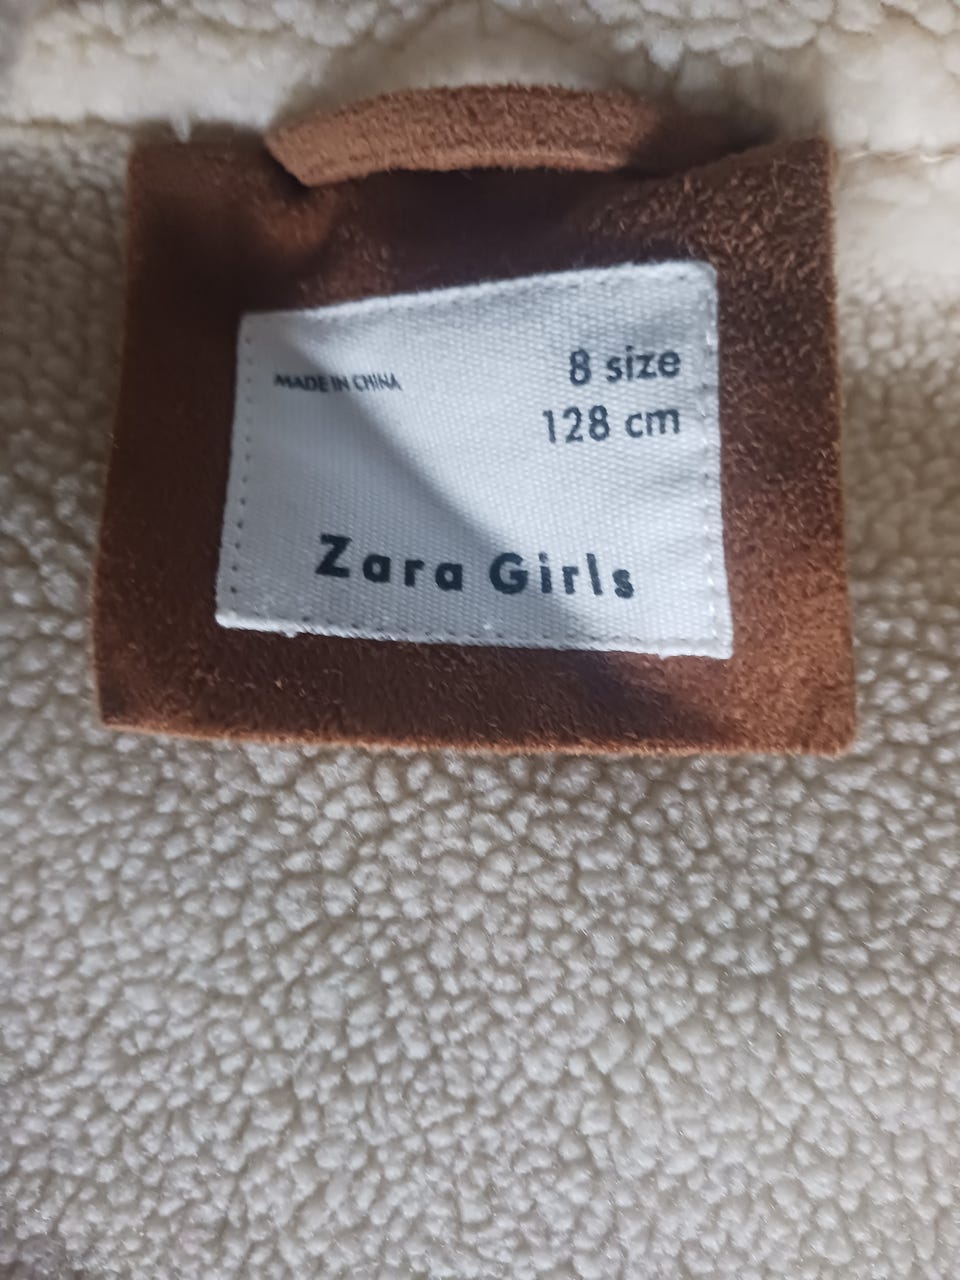 MADE IN CHINA
8 size
128 cm
Zara Girls